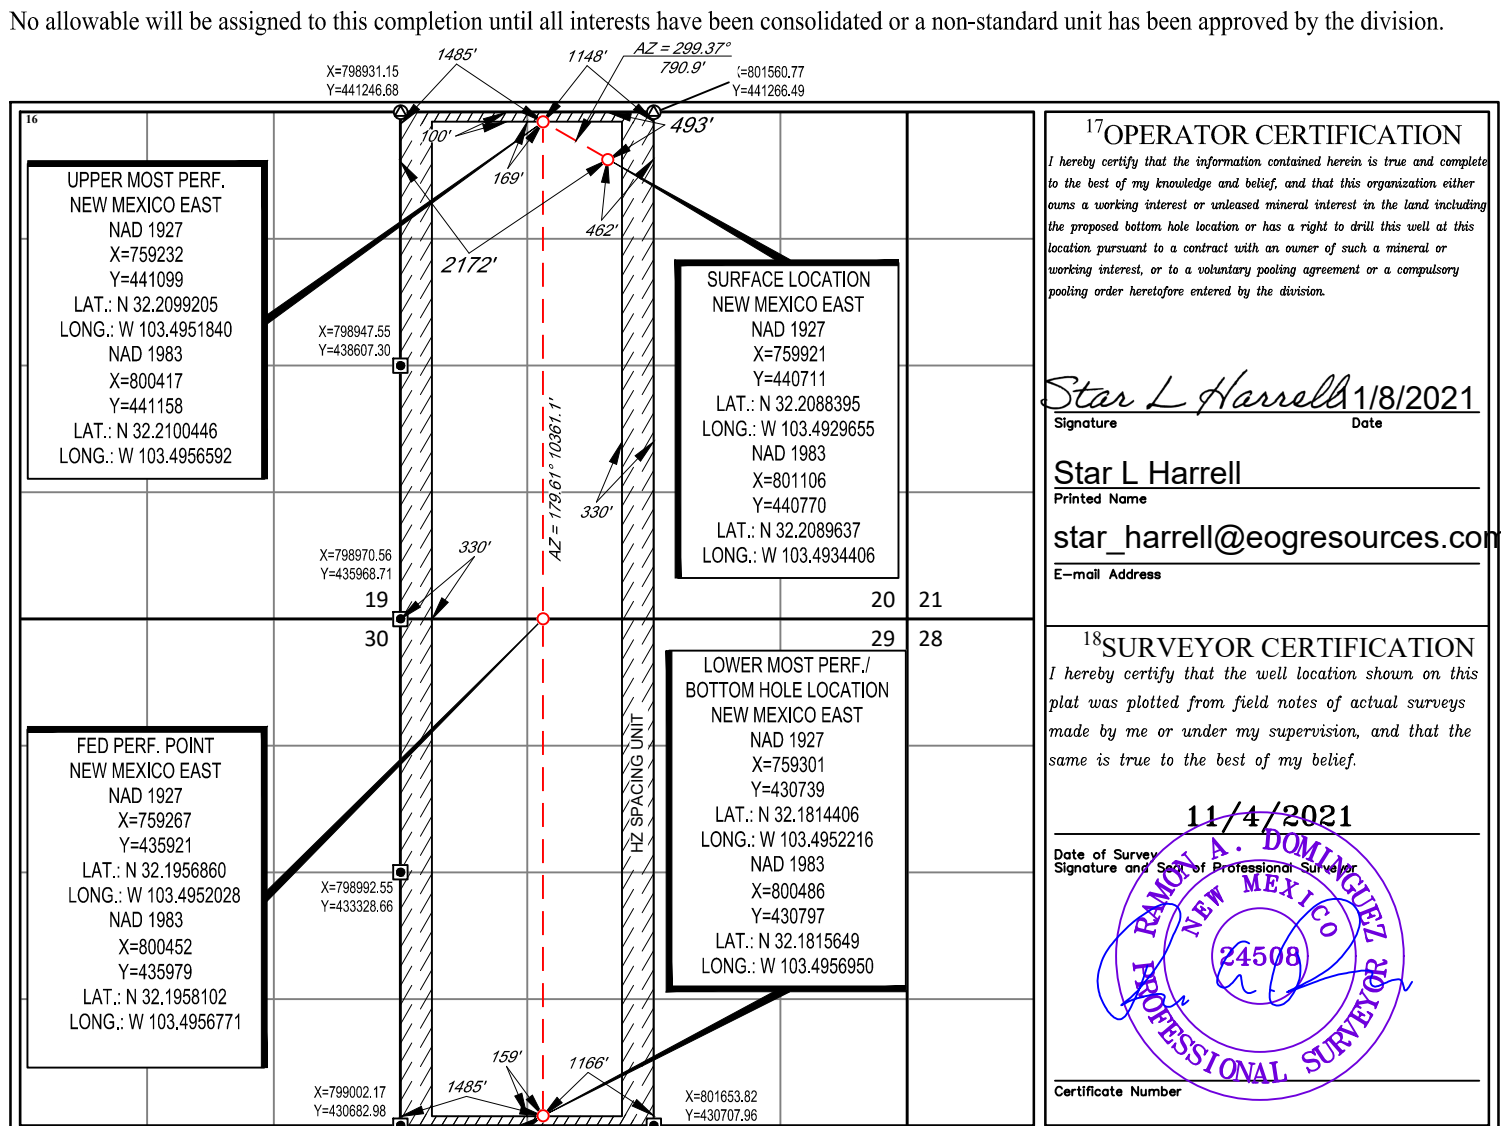 No allowable will be assigned to this completion until all interests have been consolidated or a non-standard unit has been approved by the division.
1485'
1148'
AZ = 299.37°
790.9'
X=798931.15
Y=441246.68
X=801560.77
Y=441266.49
16
100'
493'
169'
462'
2172'
UPPER MOST PERF.
NEW MEXICO EAST
NAD 1927
X=759232
Y=441099
LAT.: N 32.2099205
LONG.: W 103.4951840
NAD 1983
X=800417
Y=441158
LAT.: N 32.2100446
LONG.: W 103.4956592
SURFACE LOCATION
NEW MEXICO EAST
NAD 1927
X=759921
Y=440711
LAT.: N 32.2088395
LONG.: W 103.4929655
NAD 1983
X=801106
Y=440770
LAT.: N 32.2089637
LONG.: W 103.4934406
X=798947.55
Y=438607.30
AZ = 179.61° 10361.1'
330'
X=798970.56
Y=435968.71
330'
19
20
21
30
29
28
FED PERF. POINT
NEW MEXICO EAST
NAD 1927
X=759267
Y=435921
LAT.: N 32.1956860
LONG.: W 103.4952028
NAD 1983
X=800452
Y=435979
LAT.: N 32.1958102
LONG.: W 103.4956771
LOWER MOST PERF./
BOTTOM HOLE LOCATION
NEW MEXICO EAST
NAD 1927
X=759301
Y=430739
LAT.: N 32.1814406
LONG.: W 103.4952216
NAD 1983
X=800486
Y=430797
LAT.: N 32.1815649
LONG.: W 103.4956950
HZ SPACING UNIT
X=798992.55
Y=433328.66
159'
1166'
1485'
X=799002.17
Y=430682.98
X=801653.82
Y=430707.96
17 OPERATOR CERTIFICATION
I hereby certify that the information contained herein is true and complete
to the best of my knowledge and belief, and that this organization either
owns a working interest or unleased mineral interest in the land including
the proposed bottom hole location or has a right to drill this well at this
location pursuant to a contract with an owner of such a mineral or
working interest, or to a voluntary pooling agreement or a compulsory
pooling order heretofore entered by the division.
Star L Harrell 11/8/2021
Signature Date
Star L Harrell
Printed Name
star_harrell@eogresources.com
E-mail Address
18 SURVEYOR CERTIFICATION
I hereby certify that the well location shown on this
plat was plotted from field notes of actual surveys
made by me or under my supervision, and that the
same is true to the best of my belief.
11/4/2021
Date of Survey
Signature and Seal of Professional Surveyor
RAMON A. DOMINGUEZ
NEW MEXICO
24508
PROFESSIONAL SURVEYOR
Certificate Number